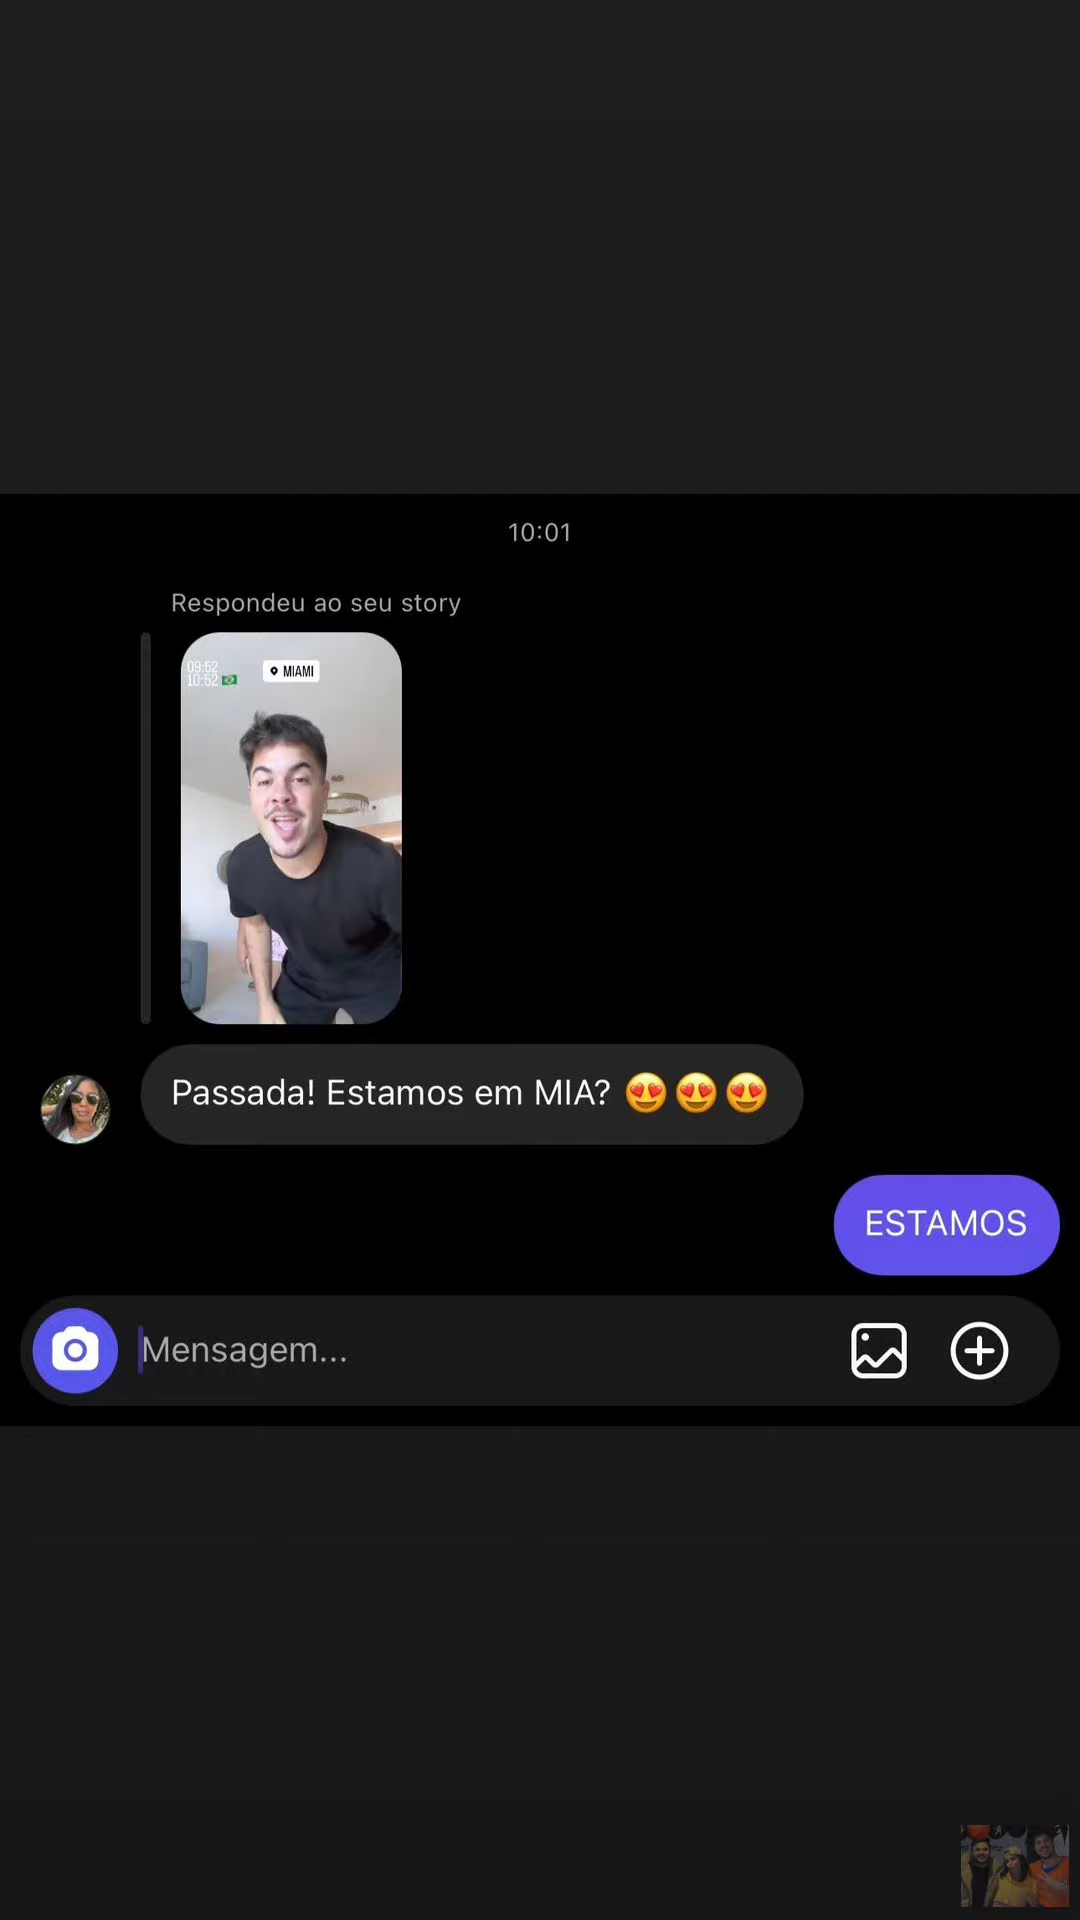 10:01
Respondeu ao seu story
09:52
10:52 🇧🇷
MIAMI
Passada! Estamos em MIA? 😍😍😍
ESTAMOS
Mensagem...